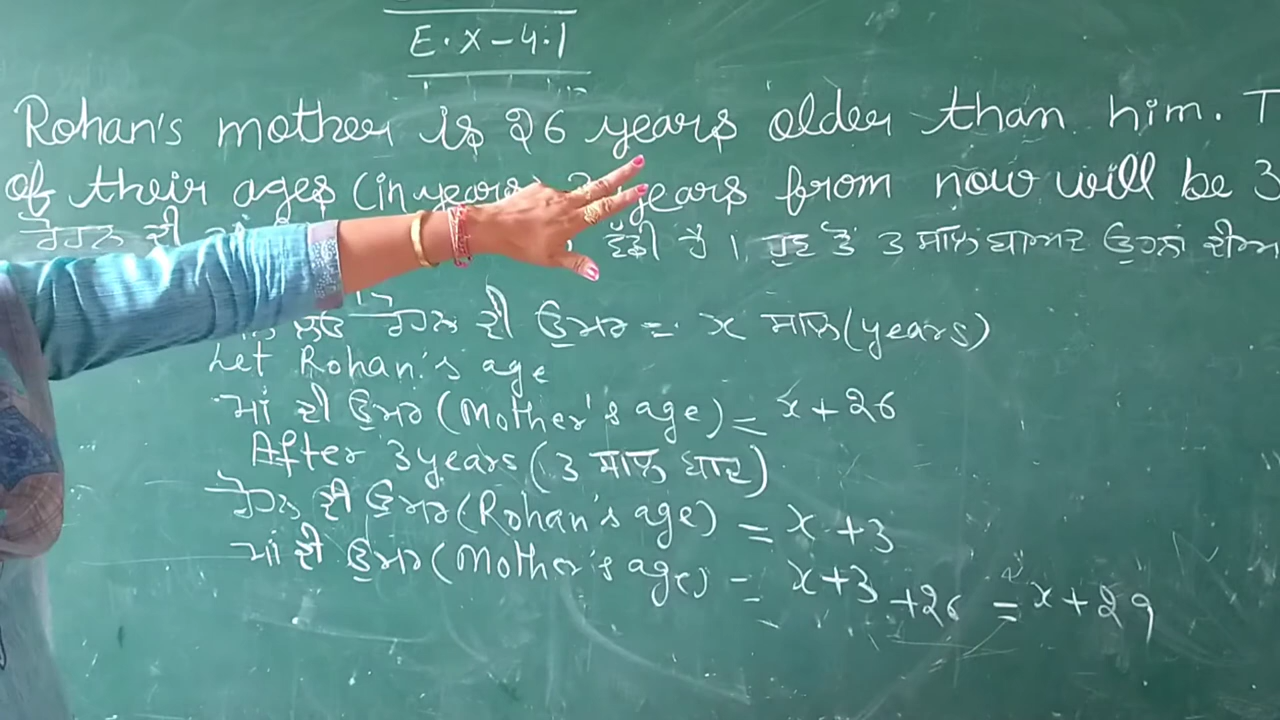 E.X-4.1
Rohan's mother is 26 years older than him. T
of their ages (in years) 3 years from now will be 3
ਰੋਹਨ ਦੀ ਵੱਡੀ ਹੈ। ਹੁਣ ਤੋਂ 3 ਸਾਲ ਬਾਅਦ ਉਹਨਾਂ ਦੀਆਂ
ਰੋਹਨ ਦੀ ਉਮਰ = x ਸਾਲ (years)
Let Rohan's age
ਮਾਂ ਦੀ ਉਮਰ (Mother's age) = x + 26
After 3 years (3 ਸਾਲ ਬਾਦ)
ਰੋਹਨ ਦੀ ਉਮਰ (Rohan's age) = x + 3
ਮਾਂ ਦੀ ਉਮਰ (Mother's age) = x + 3 + 26 = x + 29